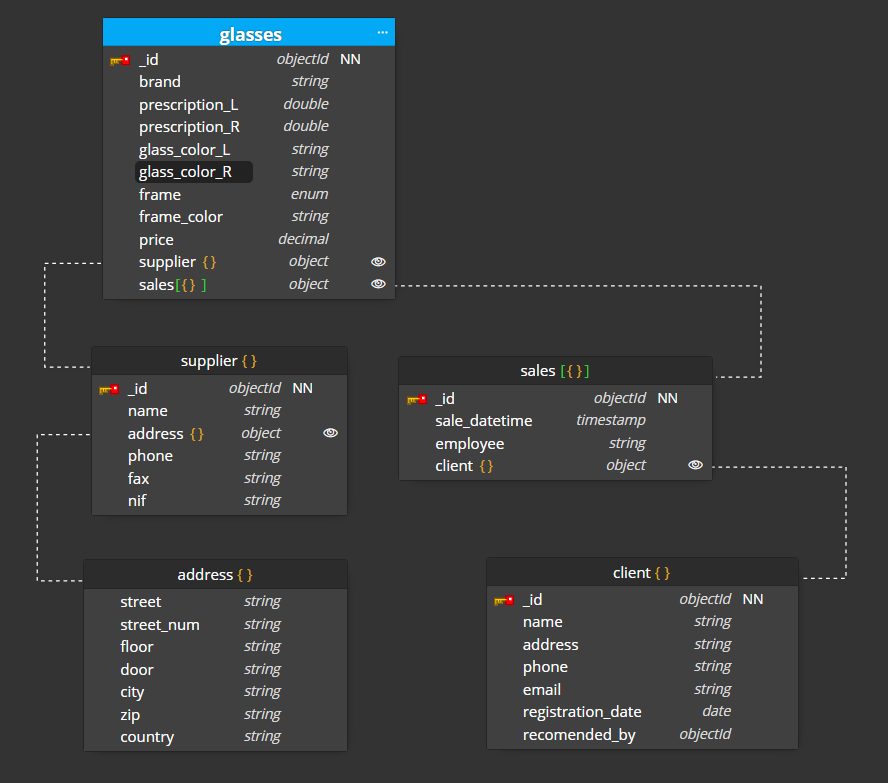 glasses ...
_id objectId NN
brand string
prescription_L double
prescription_R double
glass_color_L string
glass_color_R string
frame enum
frame_color string
price decimal
supplier {} object
sales[{} ] object
supplier { }
_id objectId NN
name string
address {} object
phone string
fax string
nif string
sales [{ }]
_id objectId NN
sale_datetime timestamp
employee string
client {} object
address { }
street string
street_num string
floor string
door string
city string
zip string
country string
client { }
_id objectId NN
name string
address string
phone string
email string
registration_date date
recomended_by objectId